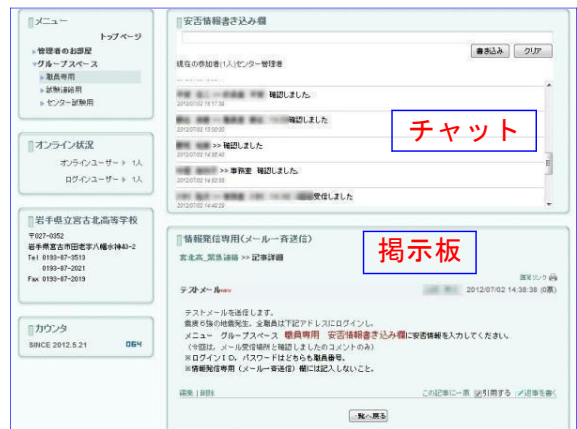 メニュー
トップページ
管理者のお部屋
グループスペース
職員専用
試験連絡用
センター試験用
オンライン状況
オンラインユーザー 1人
ログインユーザー 1人
岩手県立宮古北高等学校
〒027-0352
岩手県宮古市田老字八幡水神43-2
Tel 0193-87-3513
0193-87-2021
Fax 0193-87-2019
カウンタ
SINCE 2012.5.21 064
安否情報書き込み欄
書き込み クリア
現在の参加者(1人)センター管理者
確認しました。
確認しました。
>> 確認しました
>> 事務室 確認しました。
受信しました
チャット
情報発信専用(メール一斉送信)
掲示板
宮北高_緊急連絡 >> 記事詳細
テストメール
2012/07/02 14:38:38 (0票)
テストメールを送信します。
震度6強の地震発生。全職員は下記アドレスにログインし、
メニュー グループスペース 職員専用 安否情報書き込み欄に安否情報を入力してください。
(今回は、メール受信場所と確認しましたのコメントのみ)
※ログインID、パスワードはどちらも職員番号。
※情報発信専用(メール一斉送信)欄には記入しないこと。
編集 | 削除
この記事に一票 引用する 返事を書く
一覧へ戻る